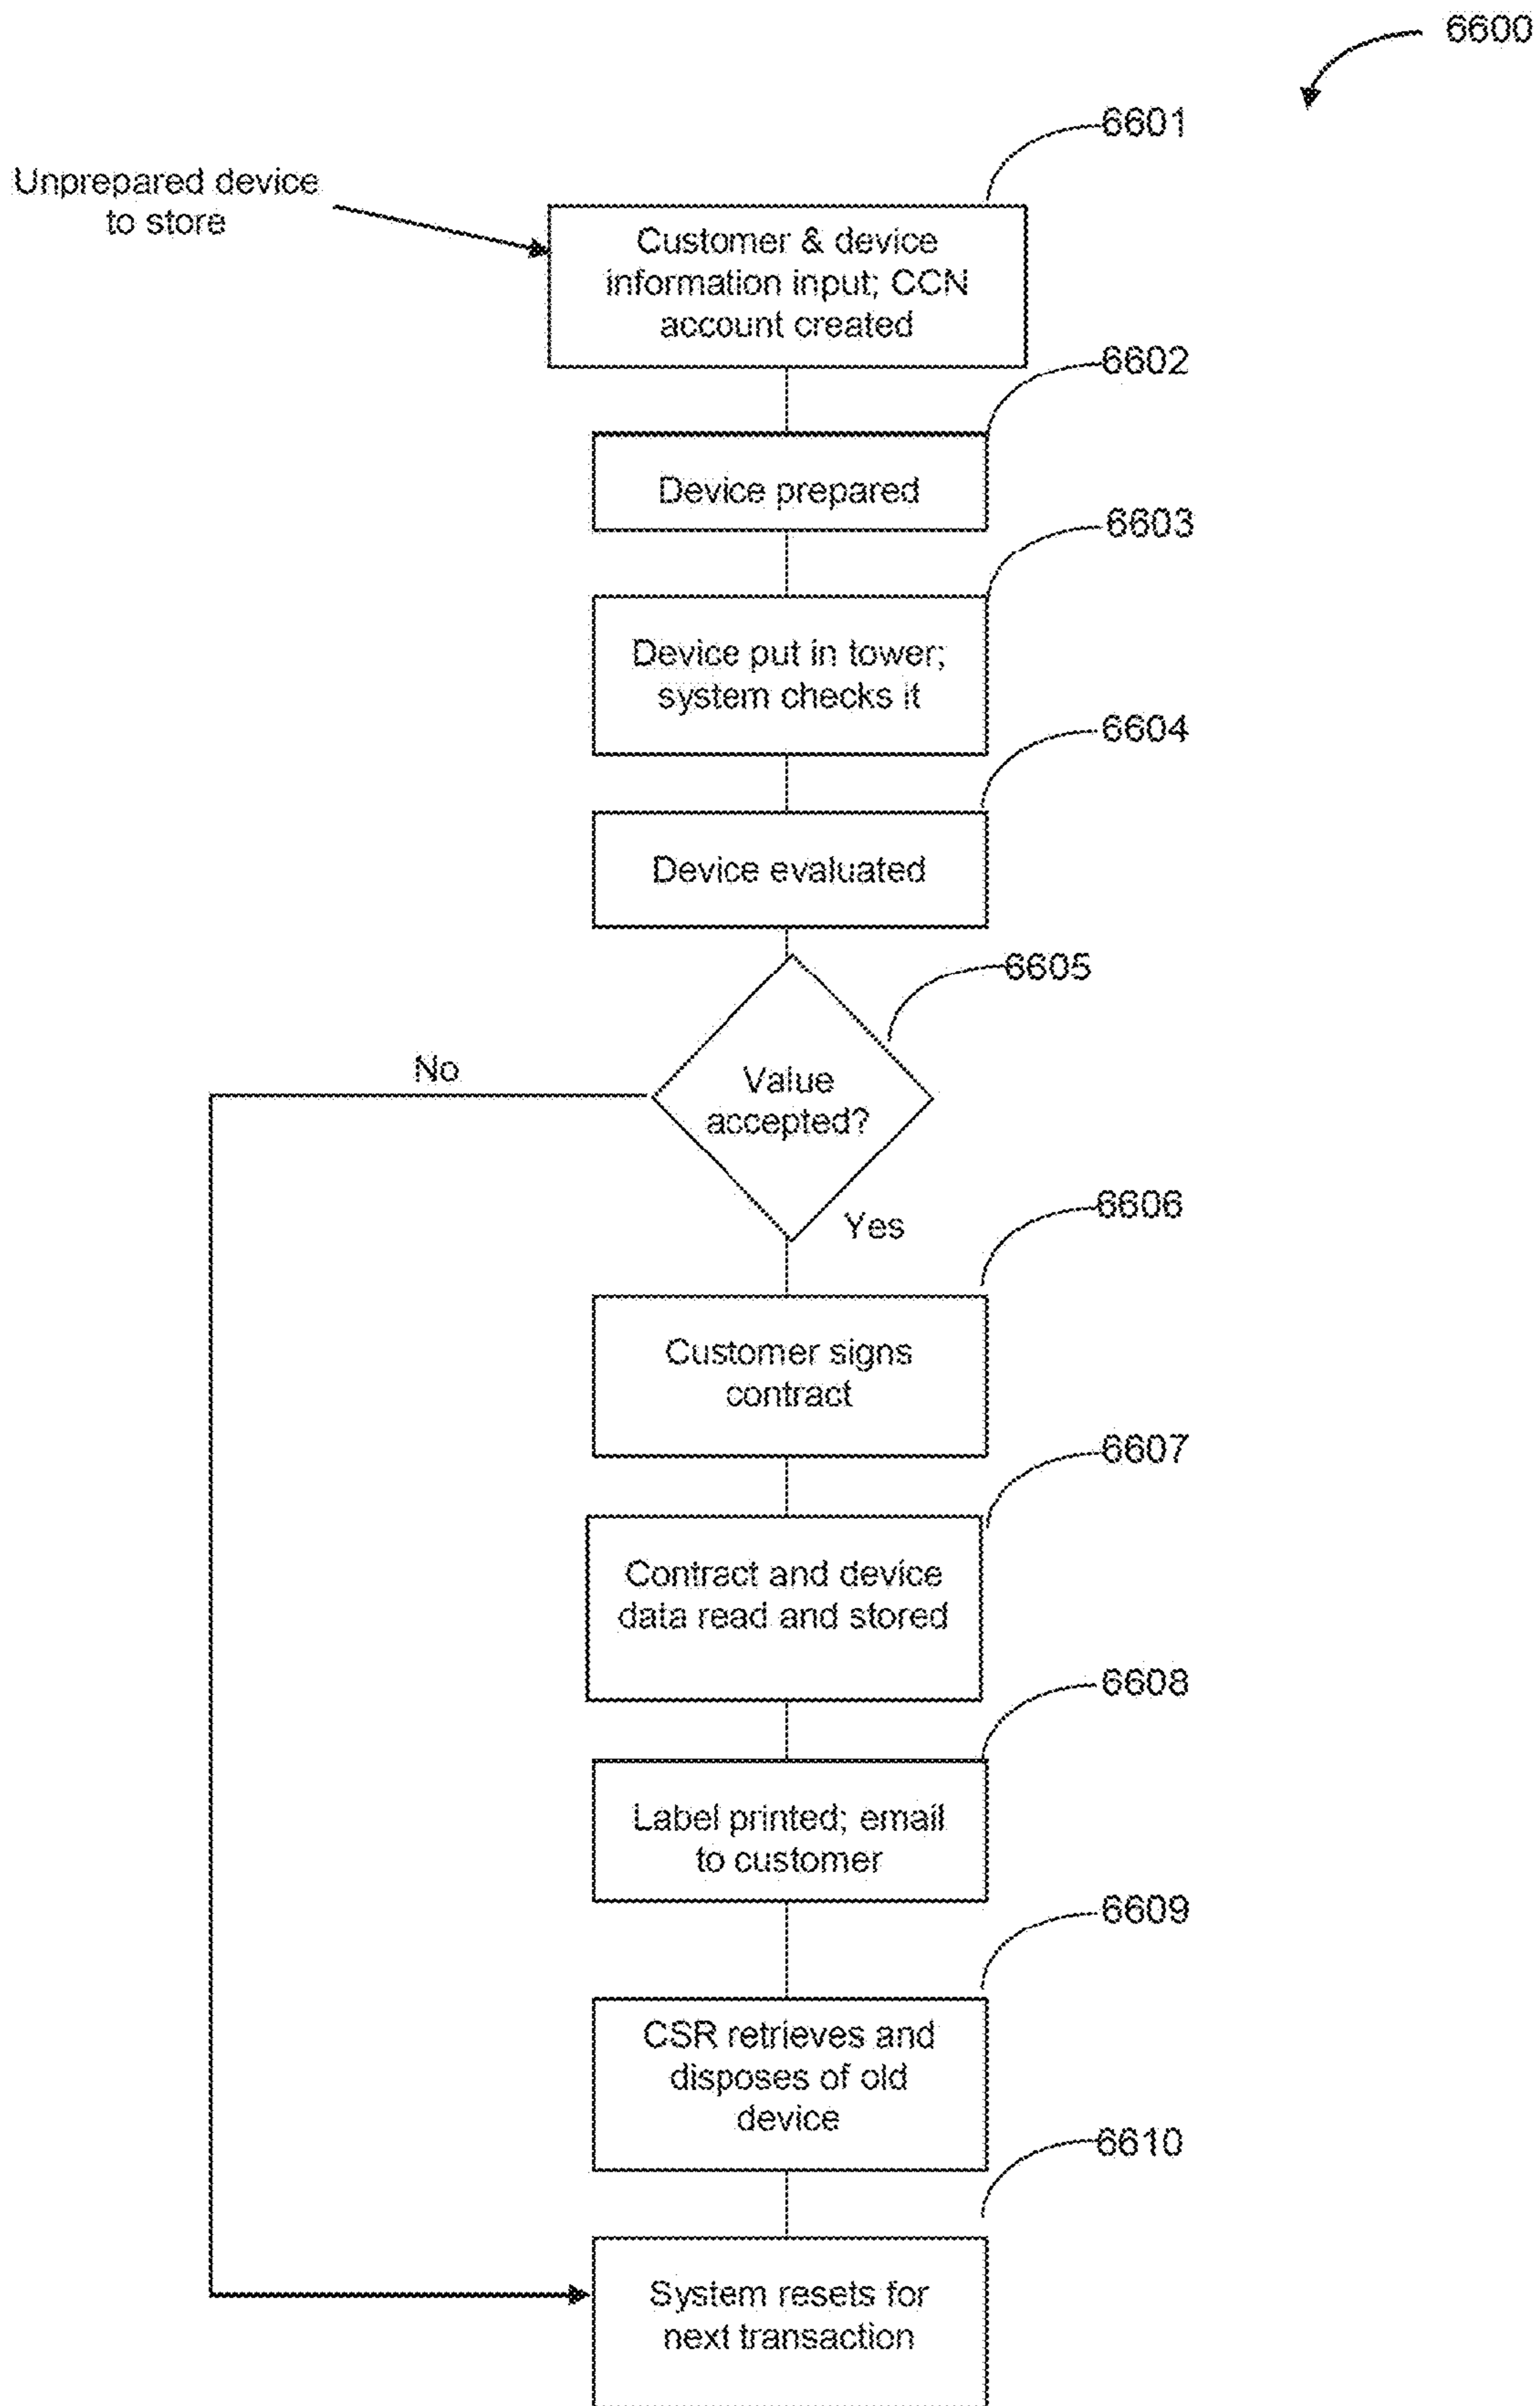 6600
6601
Unprepared device
to store
Customer & device
information input; CCN
account created
6602
Device prepared
6603
Device put in tower;
system checks it
6604
Device evaluated
6605
No
Value
accepted?
Yes
6606
Customer signs
contract
6607
Contract and device
data read and stored
6608
Label printed; email
to customer
6609
CSR retrieves and
disposes of old
device
6610
System resets for
next transaction